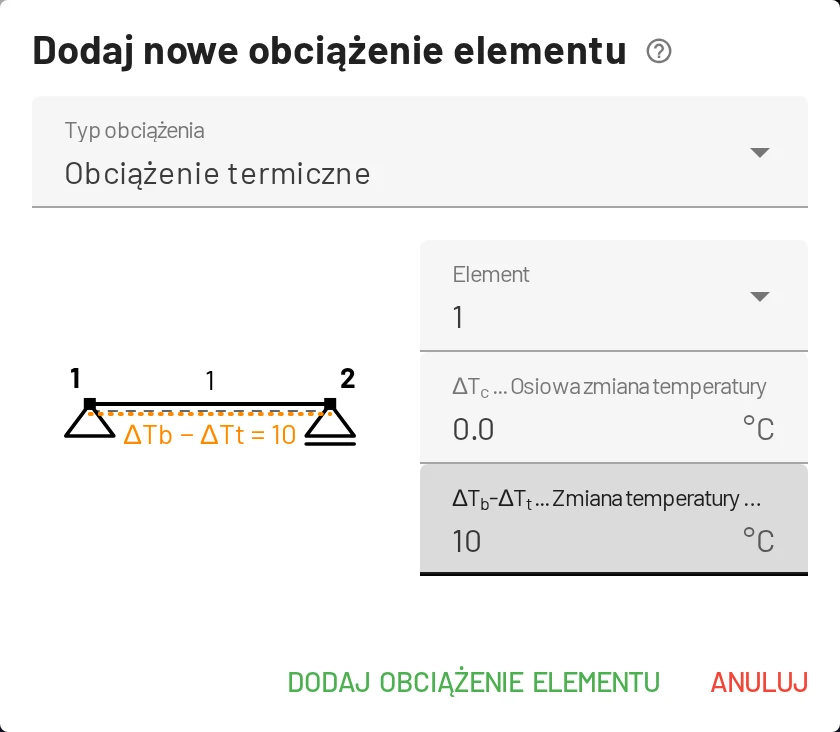 Dodaj nowe obciążenie elementu ?
Typ obciążenia
Obciążenie termiczne
Element
1
ΔTc ... Osiowa zmiana temperatury
0.0 °C
ΔTb-ΔTt ... Zmiana temperatury ...
10 °C
1 1 2
ΔTb – ΔTt = 10
DODAJ OBCIĄŻENIE ELEMENTU ANULUJ